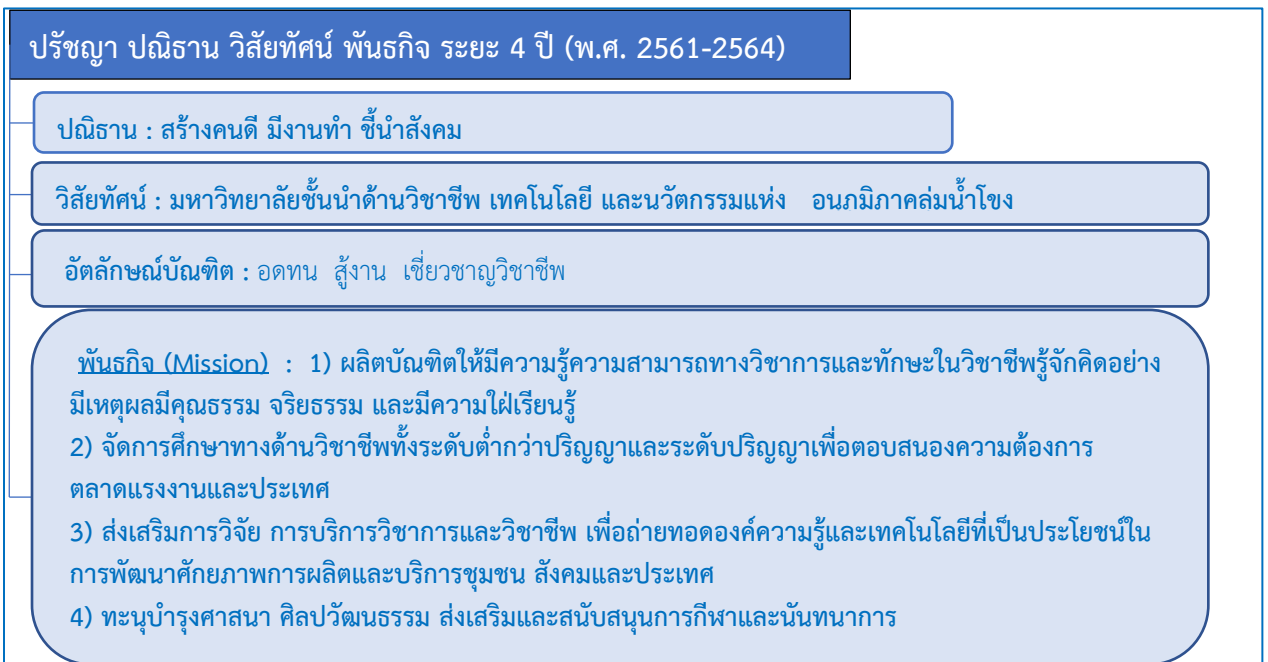 ปรัชญา ปณิธาน วิสัยทัศน์ พันธกิจ ระยะ 4 ปี (พ.ศ. 2561-2564)
ปณิธาน : สร้างคนดี มีงานทำ ชี้นำสังคม
วิสัยทัศน์ : มหาวิทยาลัยชั้นนำด้านวิชาชีพ เทคโนโลยี และนวัตกรรมแห่ง อนภมิภาคล่มน้ำโขง
อัตลักษณ์บัณฑิต : อดทน สู้งาน เชี่ยวชาญวิชาชีพ
พันธกิจ (Mission) : 1) ผลิตบัณฑิตให้มีความรู้ความสามารถทางวิชาการและทักษะในวิชาชีพรู้จักคิดอย่าง
มีเหตุผลมีคุณธรรม จริยธรรม และมีความใฝ่เรียนรู้
2) จัดการศึกษาทางด้านวิชาชีพทั้งระดับต่ำกว่าปริญญาและระดับปริญญาเพื่อตอบสนองความต้องการ
ตลาดแรงงานและประเทศ
3) ส่งเสริมการวิจัย การบริการวิชาการและวิชาชีพ เพื่อถ่ายทอดองค์ความรู้และเทคโนโลยีที่เป็นประโยชน์ใน
การพัฒนาศักยภาพการผลิตและบริการชุมชน สังคมและประเทศ
4) ทะนุบำรุงศาสนา ศิลปวัฒนธรรม ส่งเสริมและสนับสนุนการกีฬาและนันทนาการ